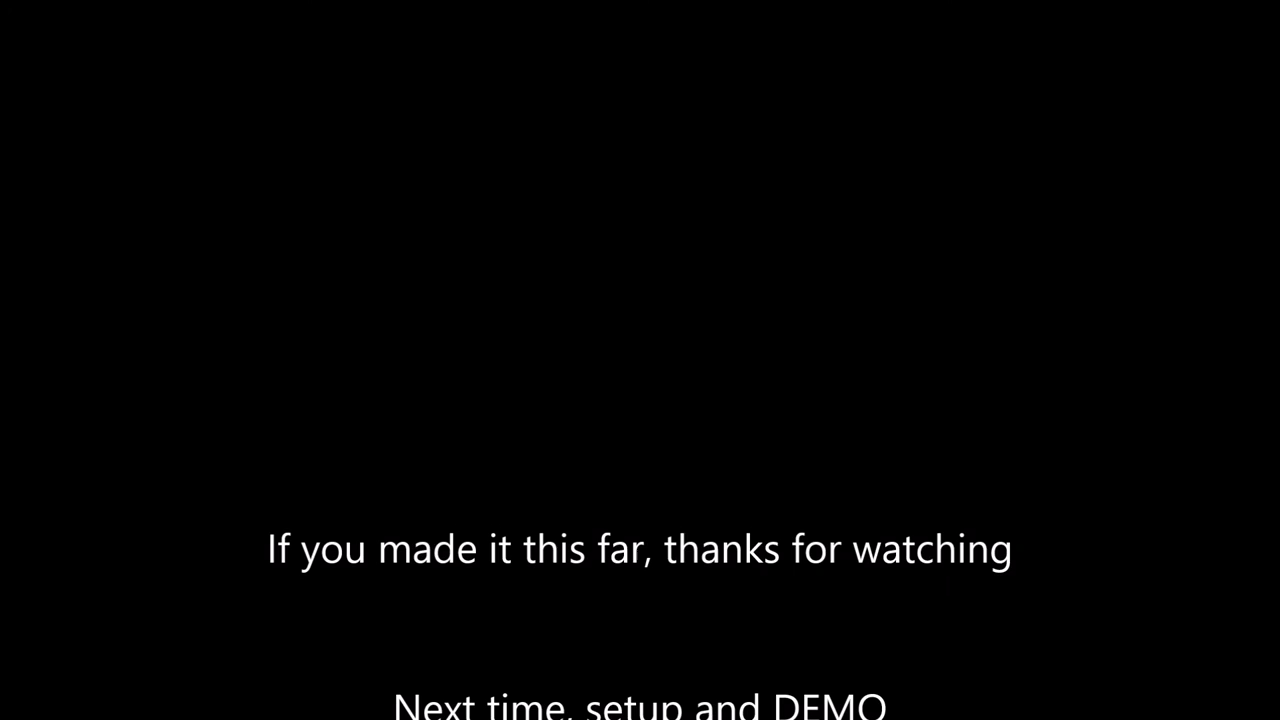 If you made it this far, thanks for watching
Next time, setup and DEMO